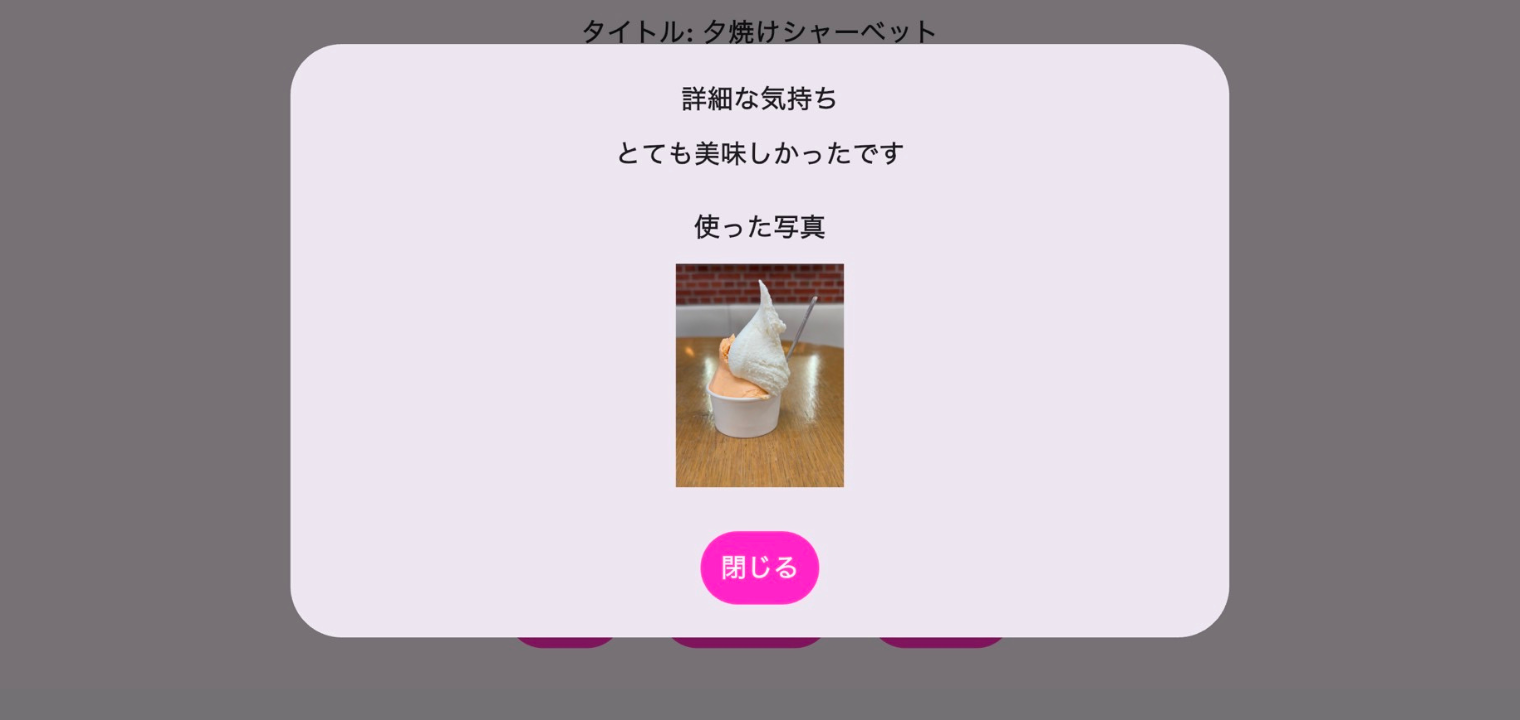 タイトル: 夕焼けシャーベット
詳細な気持ち
とても美味しかったです
使った写真
閉じる